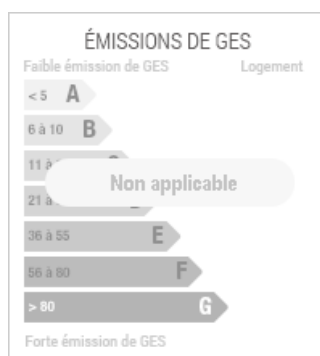 ÉMISSIONS DE GES
Faible émission de GES Logement
< 5 A
6 à 10 B
11 à
Non applicable
21 à
36 à 55 E
56 à 80 F
> 80 G
Forte émission de GES